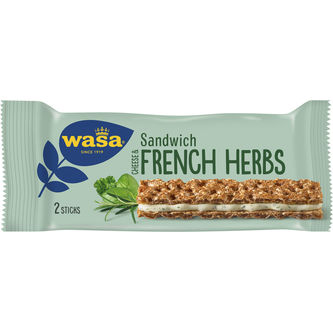 wasa
SINCE 1919
Sandwich
CHEESE &
FRENCH HERBS
2 STICKS